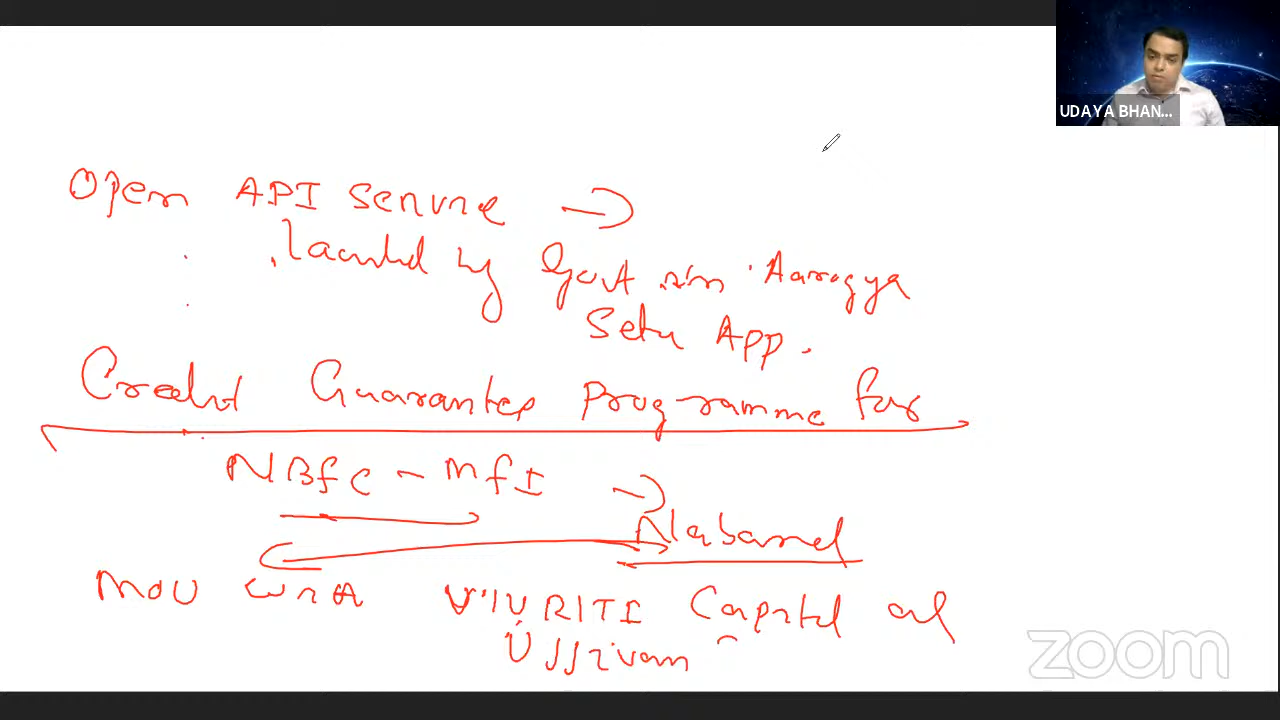 UDAYA BHAN...
Open API Service →
launched by Govt in Aarogya
Setu App.
Credit Guarantee Programme for
NBFC - MFI →
Nabard
MOU with VIVRITI Capital and
Ujjivan
zoom